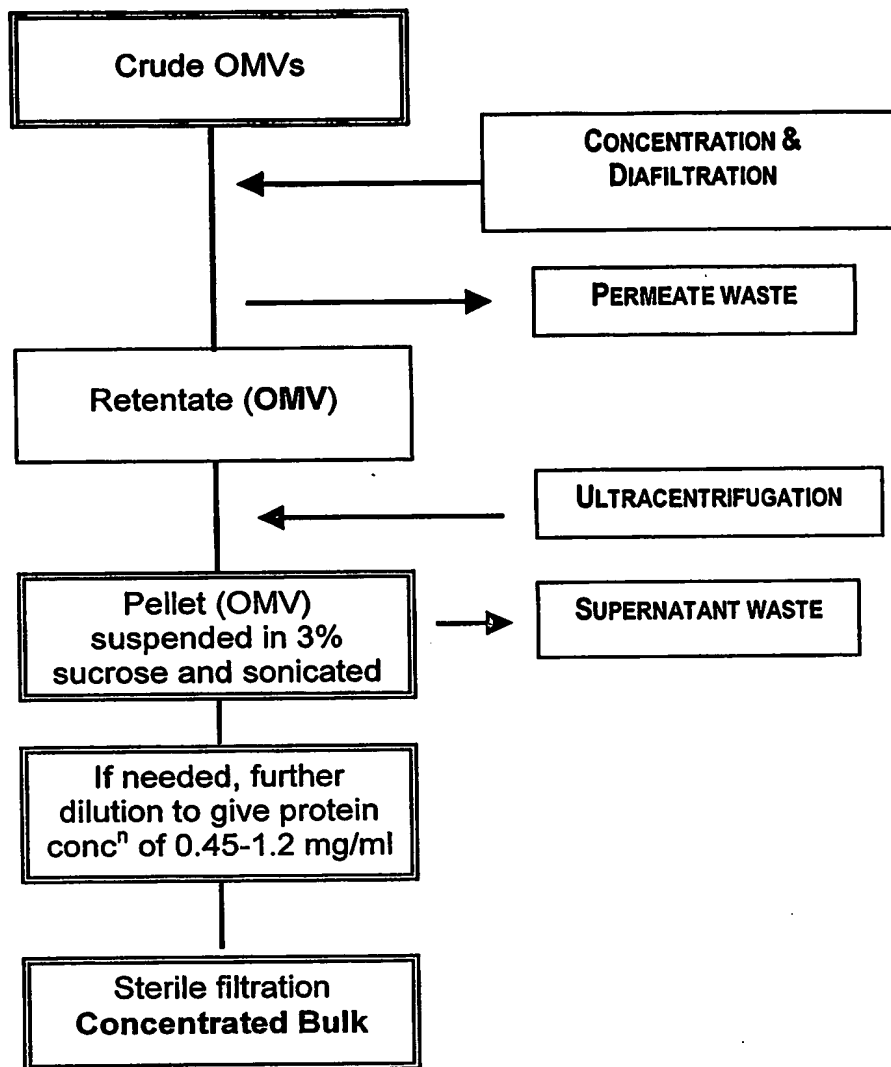 Crude OMVs
CONCENTRATION &
DIAFILTRATION
PERMEATE WASTE
Retentate (OMV)
ULTRACENTRIFUGATION
Pellet (OMV)
suspended in 3%
sucrose and sonicated
SUPERNATANT WASTE
If needed, further
dilution to give protein
concⁿ of 0.45-1.2 mg/ml
Sterile filtration
Concentrated Bulk